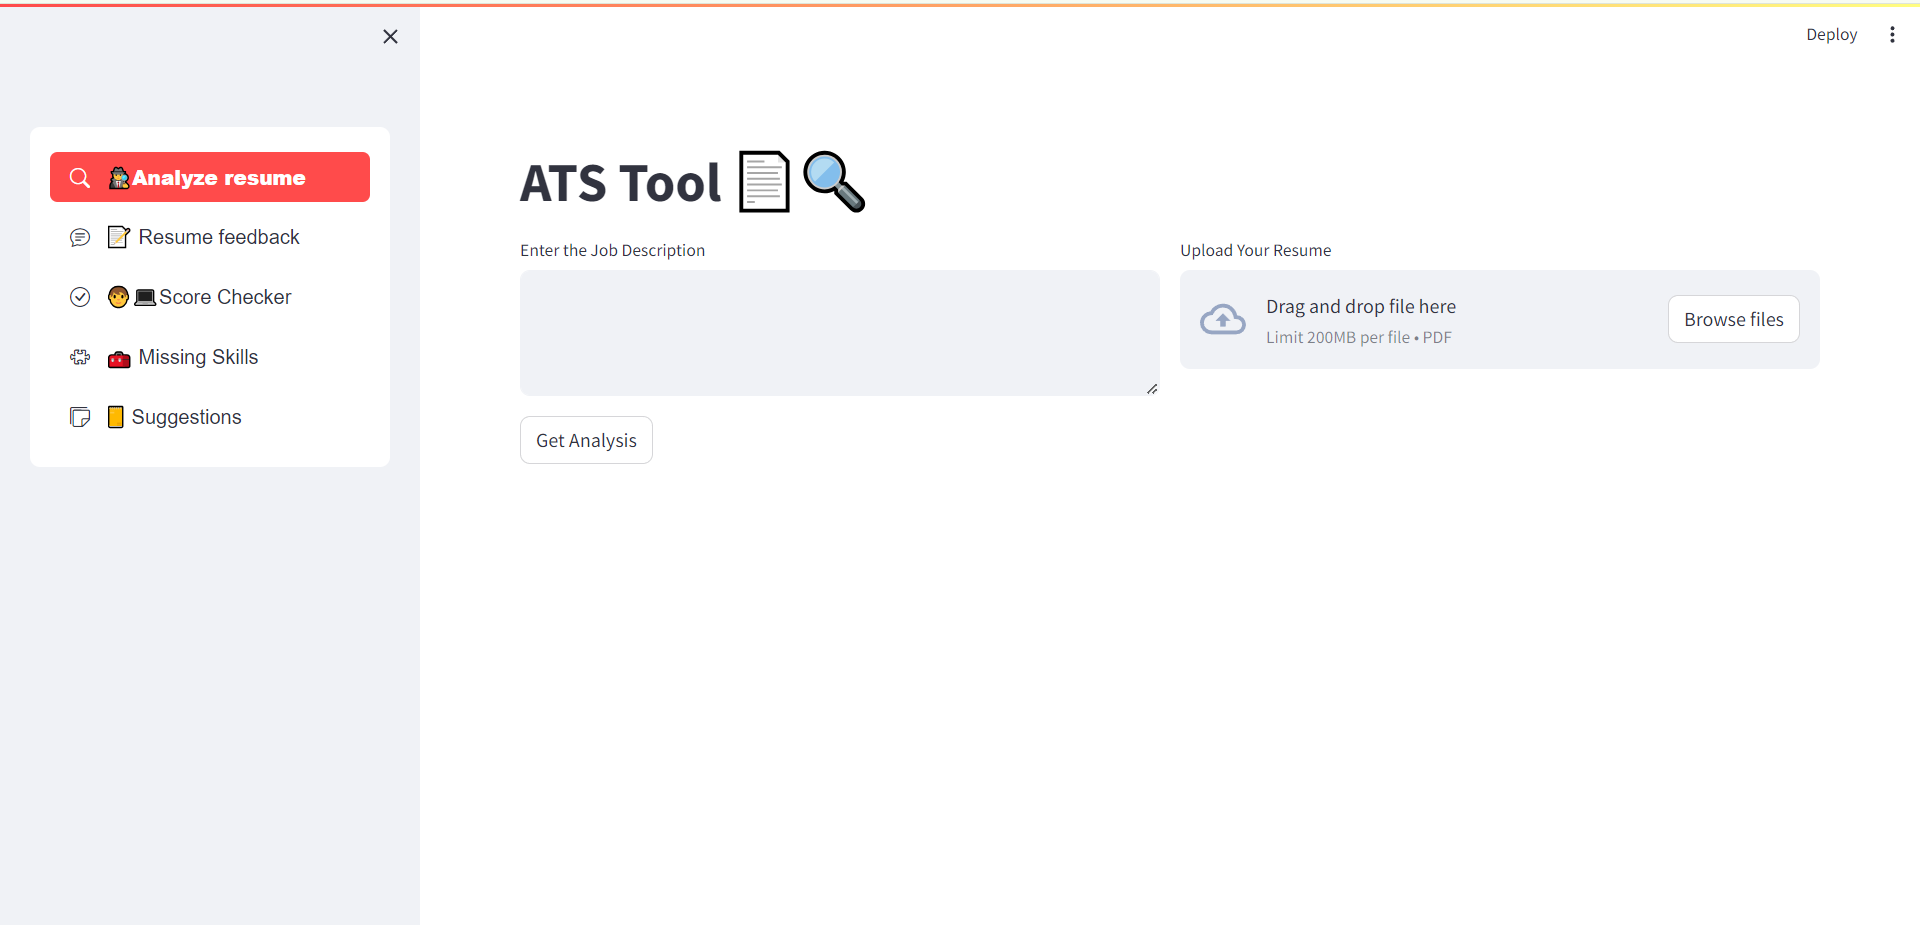 Deploy
🕵️Analyze resume
📝 Resume feedback
🧑💻Score Checker
🧰 Missing Skills
📒 Suggestions
ATS Tool 📄🔍
Enter the Job Description
Get Analysis
Upload Your Resume
Drag and drop file here
Limit 200MB per file • PDF
Browse files